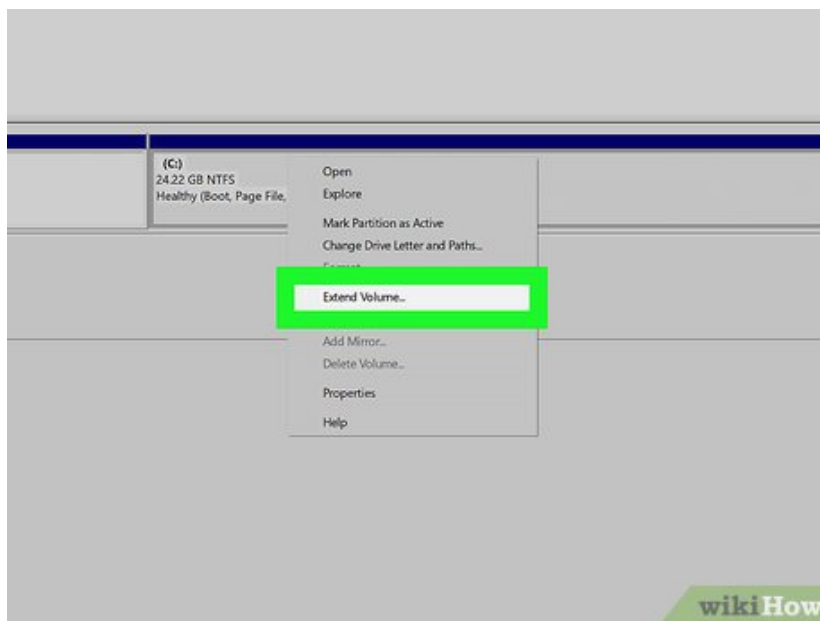 (C:)
24.22 GB NTFS
Healthy (Boot, Page File,
Open
Explore
Mark Partition as Active
Change Drive Letter and Paths...
Extend Volume...
Add Mirror...
Delete Volume...
Properties
Help
wikiHow